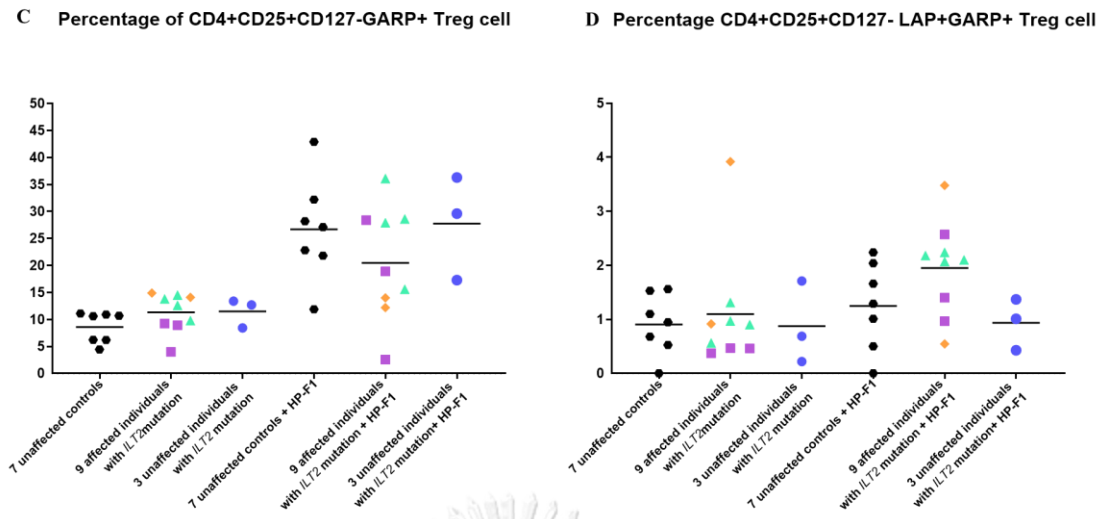 C Percentage of CD4+CD25+CD127-GARP+ Treg cell
50
45
40
35
30
25
20
15
10
5
0
7 unaffected controls
9 affected individuals
with ILT2mutation
3 unaffected individuals
with ILT2 mutation
7 unaffected controls + HP-F1
9 affected individuals
with ILT2 mutation + HP-F1
3 unaffected individuals
with ILT2 mutation+ HP-F1
D Percentage CD4+CD25+CD127- LAP+GARP+ Treg cell
5
4
3
2
1
0
7 unaffected controls
9 affected individuals
with ILT2 mutation
3 unaffected individuals
with ILT2 mutation
7 unaffected controls + HP-F1
9 affected individuals
with ILT2 mutation + HP-F1
3 unaffected individuals
with ILT2 mutation+ HP-F1